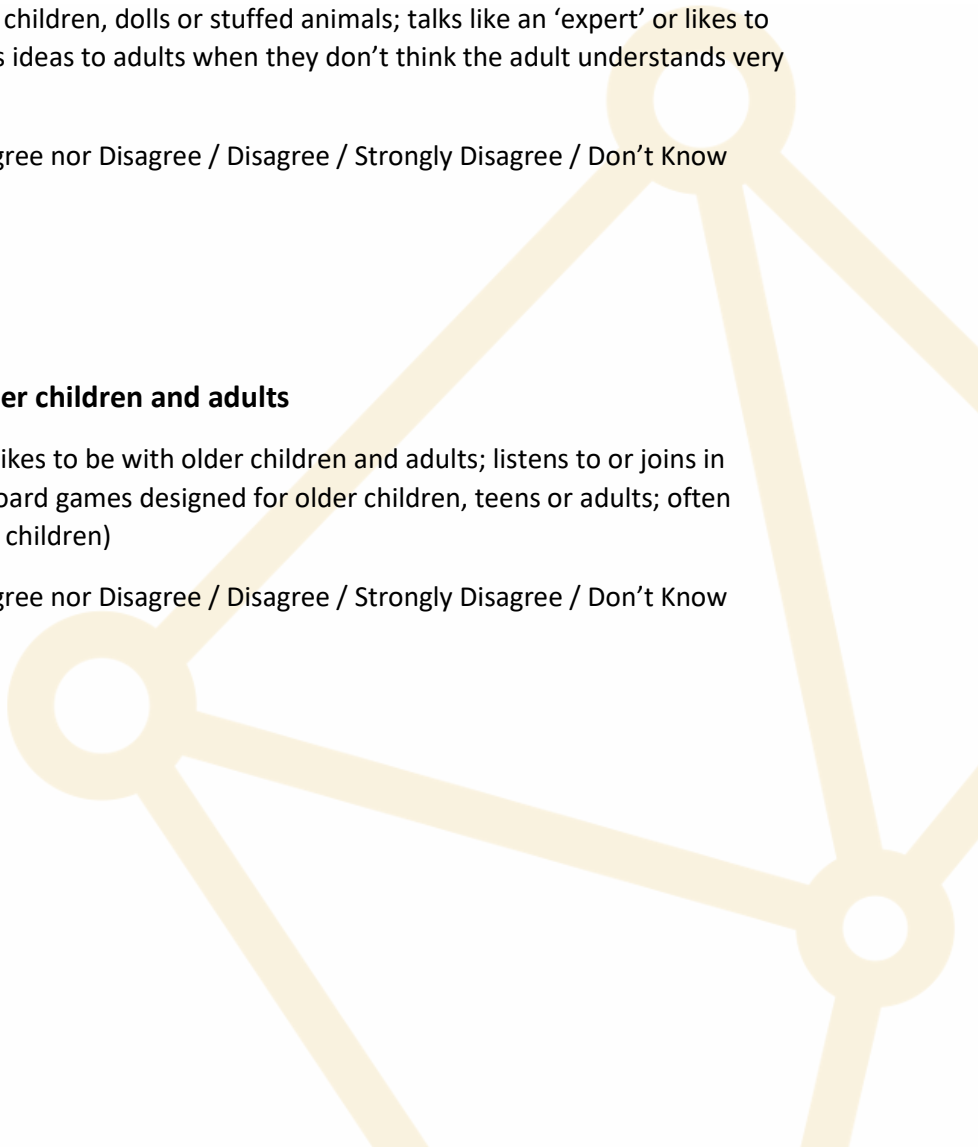 children, dolls or stuffed animals; talks like an ‘expert’ or likes to
s ideas to adults when they don’t think the adult understands very
gree nor Disagree / Disagree / Strongly Disagree / Don’t Know
er children and adults
ikes to be with older children and adults; listens to or joins in
oard games designed for older children, teens or adults; often
children)
gree nor Disagree / Disagree / Strongly Disagree / Don’t Know